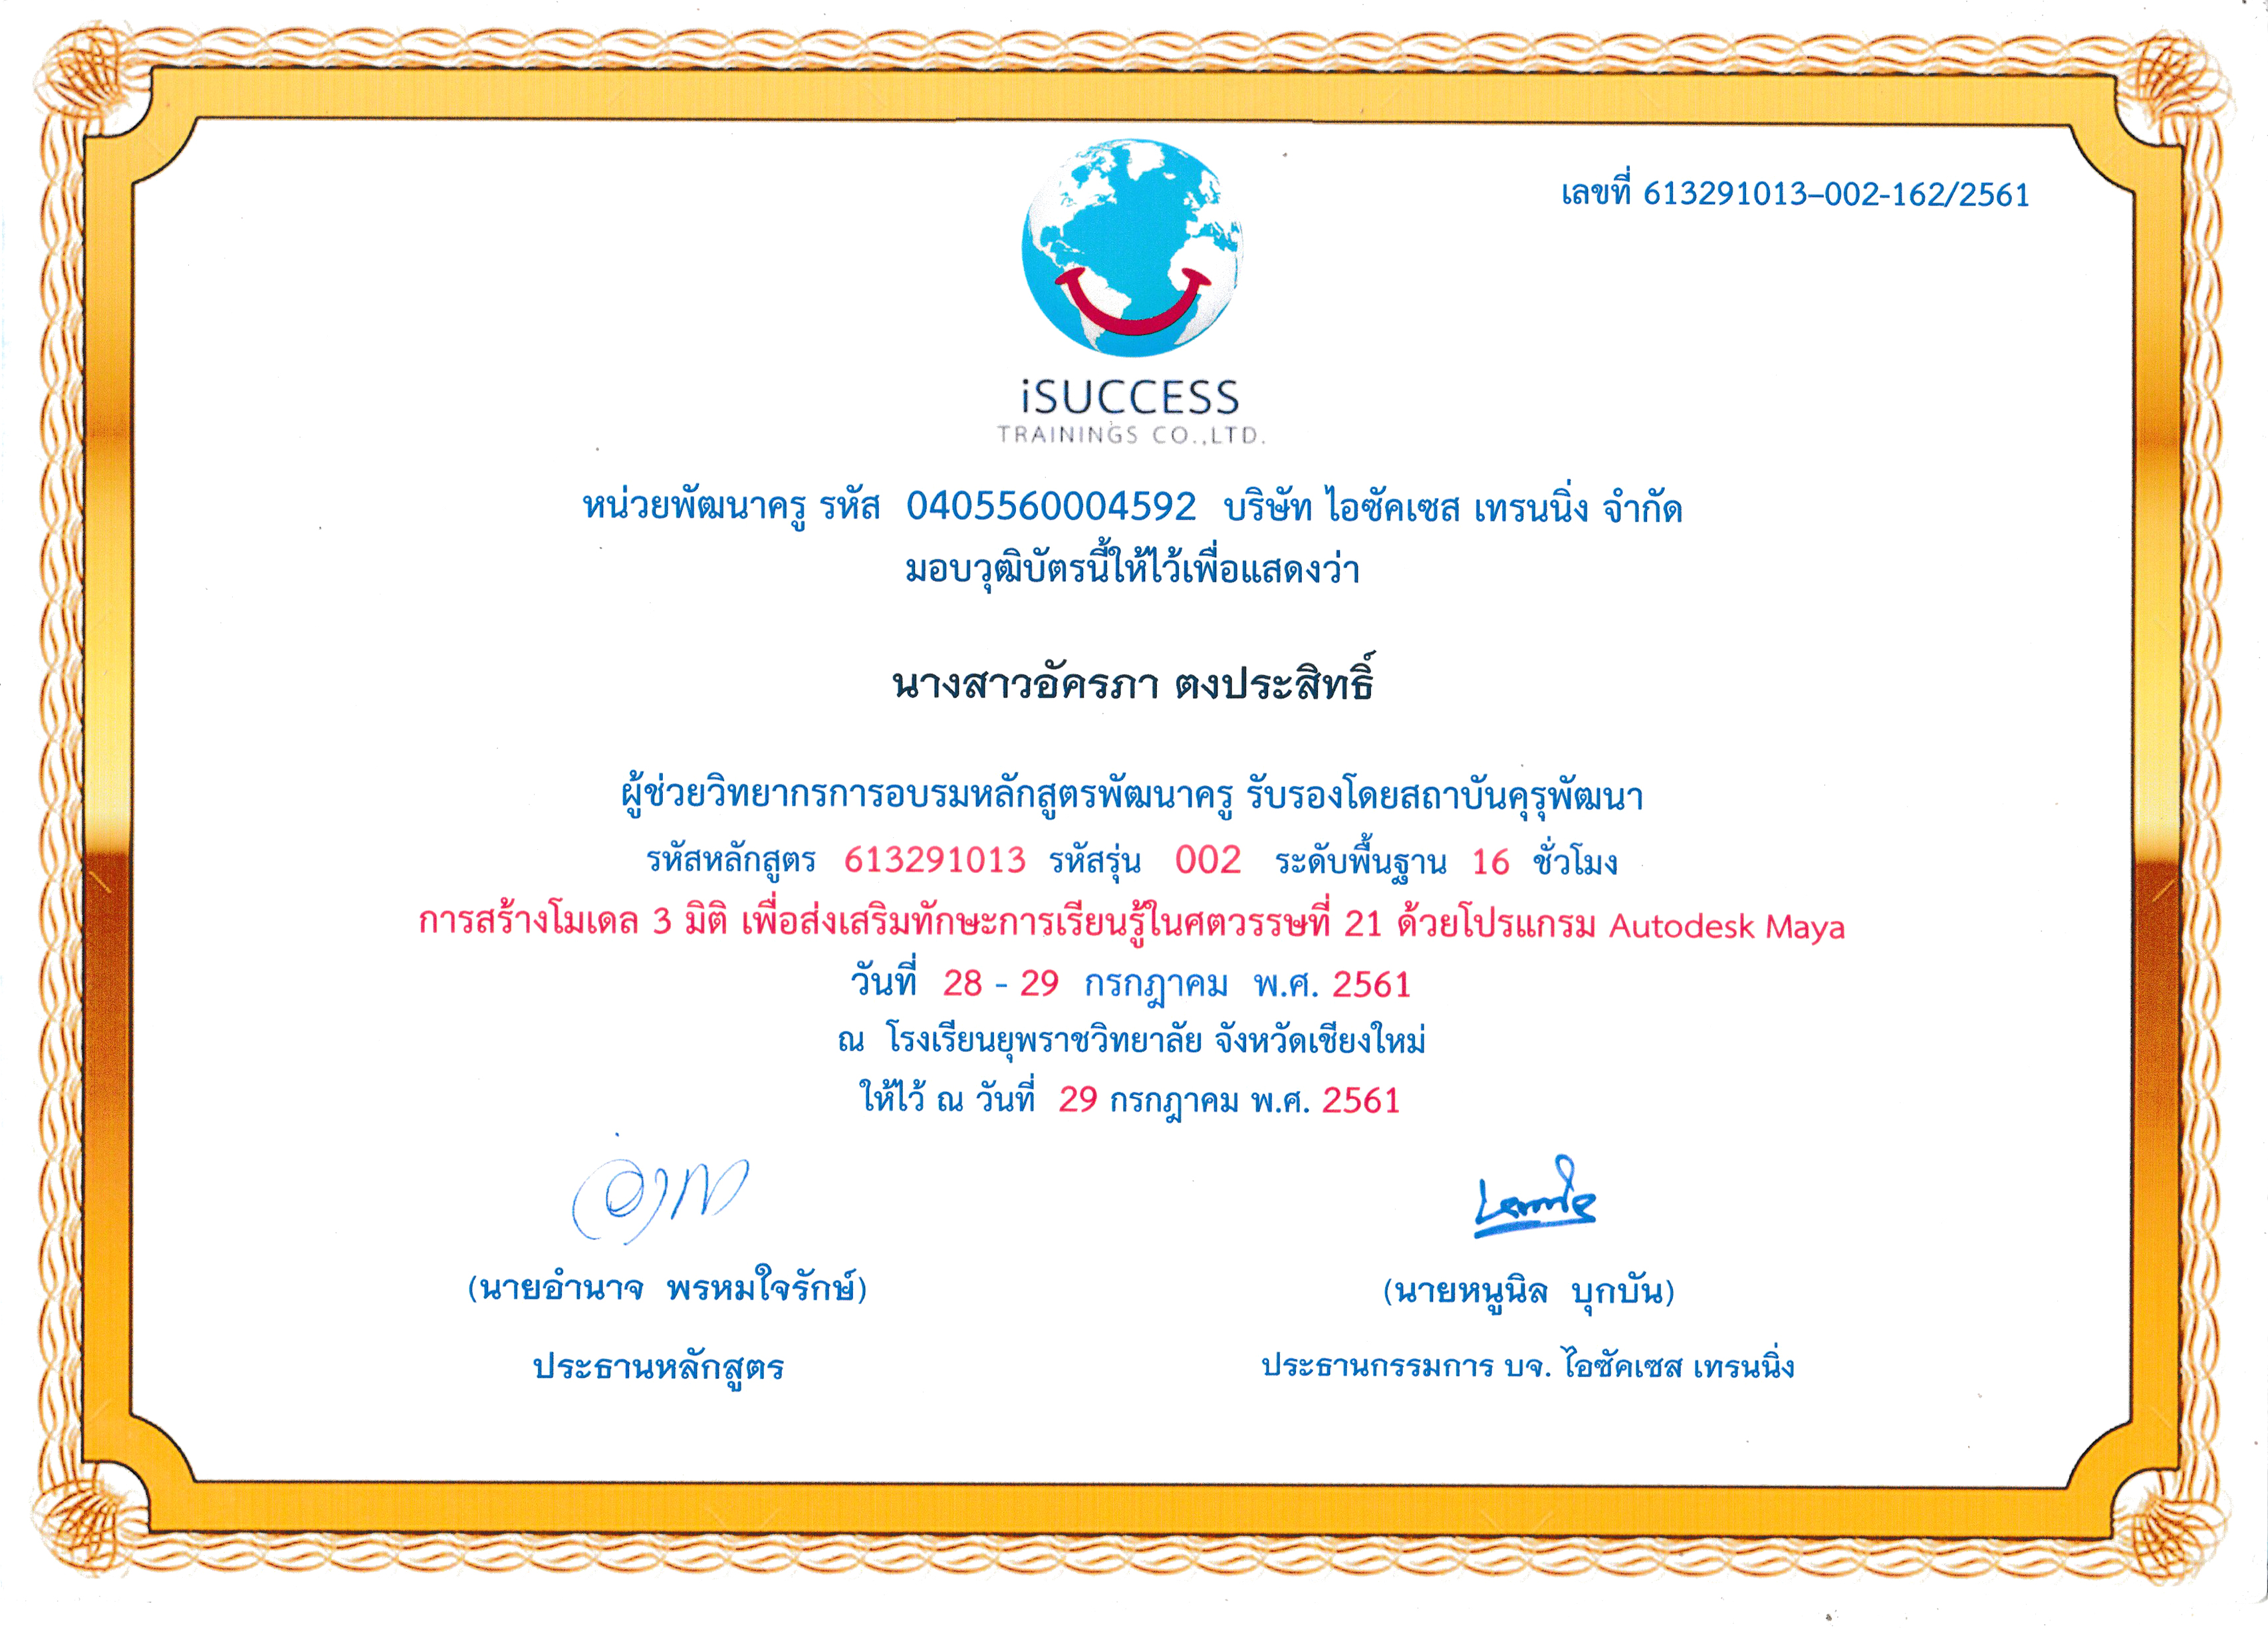 เลขที่ 613291013–002-162/2561
iSUCCESS
TRAININGS CO.,LTD.
หน่วยพัฒนาครู รหัส 0405560004592 บริษัท ไอซัคเซส เทรนนิ่ง จำกัด
มอบวุฒิบัตรนี้ให้ไว้เพื่อแสดงว่า
นางสาวอัครภา ตงประสิทธิ์
ผู้ช่วยวิทยากรการอบรมหลักสูตรพัฒนาครู รับรองโดยสถาบันคุรุพัฒนา
รหัสหลักสูตร 613291013 รหัสรุ่น 002 ระดับพื้นฐาน 16 ชั่วโมง
การสร้างโมเดล 3 มิติ เพื่อส่งเสริมทักษะการเรียนรู้ในศตวรรษที่ 21 ด้วยโปรแกรม Autodesk Maya
วันที่ 28 - 29 กรกฎาคม พ.ศ. 2561
ณ โรงเรียนยุพราชวิทยาลัย จังหวัดเชียงใหม่
ให้ไว้ ณ วันที่ 29 กรกฎาคม พ.ศ. 2561
(นายอำนาจ พรหมใจรักษ์)
(นายหนูนิล บุกบัน)
ประธานหลักสูตร
ประธานกรรมการ บจ. ไอซัคเซส เทรนนิ่ง